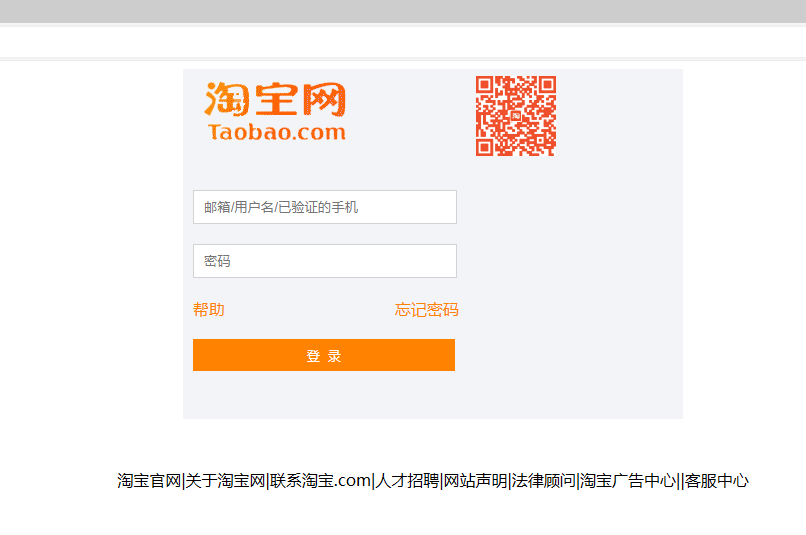 淘宝网
Taobao.com
淘
邮箱/用户名/已验证的手机
密码
帮助 忘记密码
登 录
淘宝官网|关于淘宝网|联系淘宝.com|人才招聘|网站声明|法律顾问|淘宝广告中心||客服中心